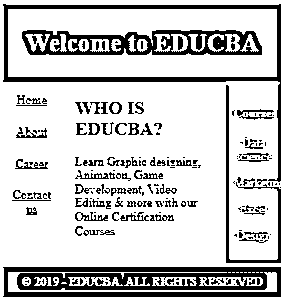 Welcome to EDUCBA
Home
About
Career
Contact
us
WHO IS
EDUCBA?
Learn Graphic designing,
Animation, Game
Development, Video
Editing & more with our
Online Certification
Courses
Courses
Data
science
Marketing
Design
© 2019 - EDUCBA. ALL RIGHTS RESERVED